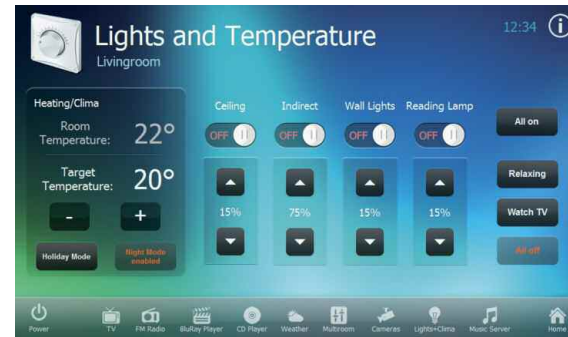 Lights and Temperature
12:34
i
Livingroom
Heating/Clima
Room
Temperature:
22°
Target
Temperature:
20°
-
+
Holiday Mode
Night Mode
enabled
Ceiling
Indirect
Wall Lights
Reading Lamp
OFF
OFF
OFF
OFF
15%
75%
15%
15%
All on
Relaxing
Watch TV
All off
Power
TV
FM Radio
BluRay Player
CD Player
Weather
Multiroom
Cameras
Lights+Clima
Music Server
Home